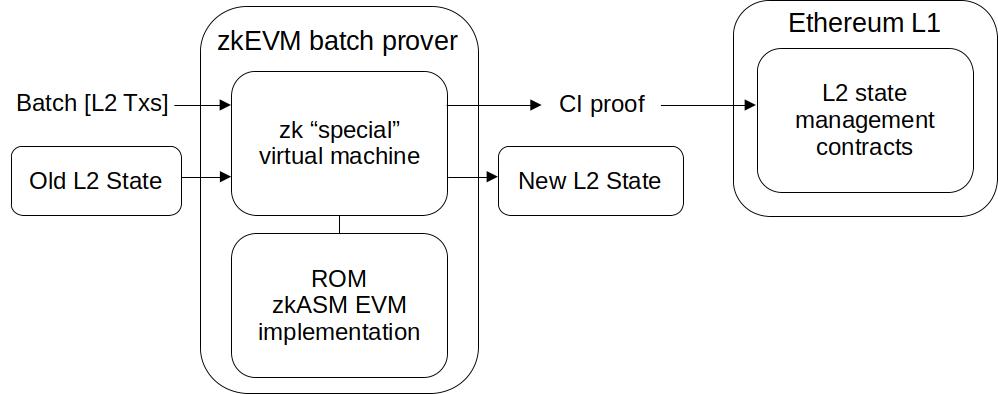 zkEVM batch prover
Ethereum L1
Batch [L2 Txs]
Old L2 State
zk “special”
virtual machine
ROM
zkASM EVM
implementation
CI proof
New L2 State
L2 state
management
contracts